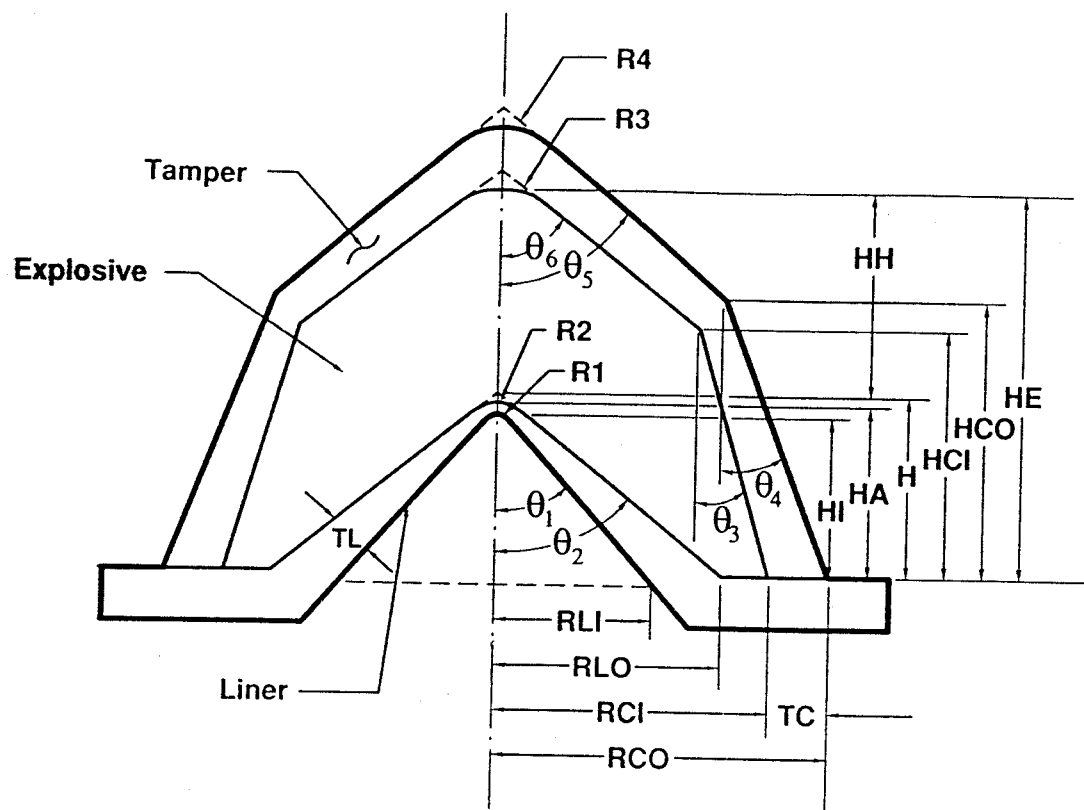 R4
R3
Tamper
θ6
θ5
HH
Explosive
R2
R1
HE
HCO
HCI
H
HA
HI
θ1
θ2
θ3
θ4
TL
RLI
RLO
Liner
RCI
TC
RCO